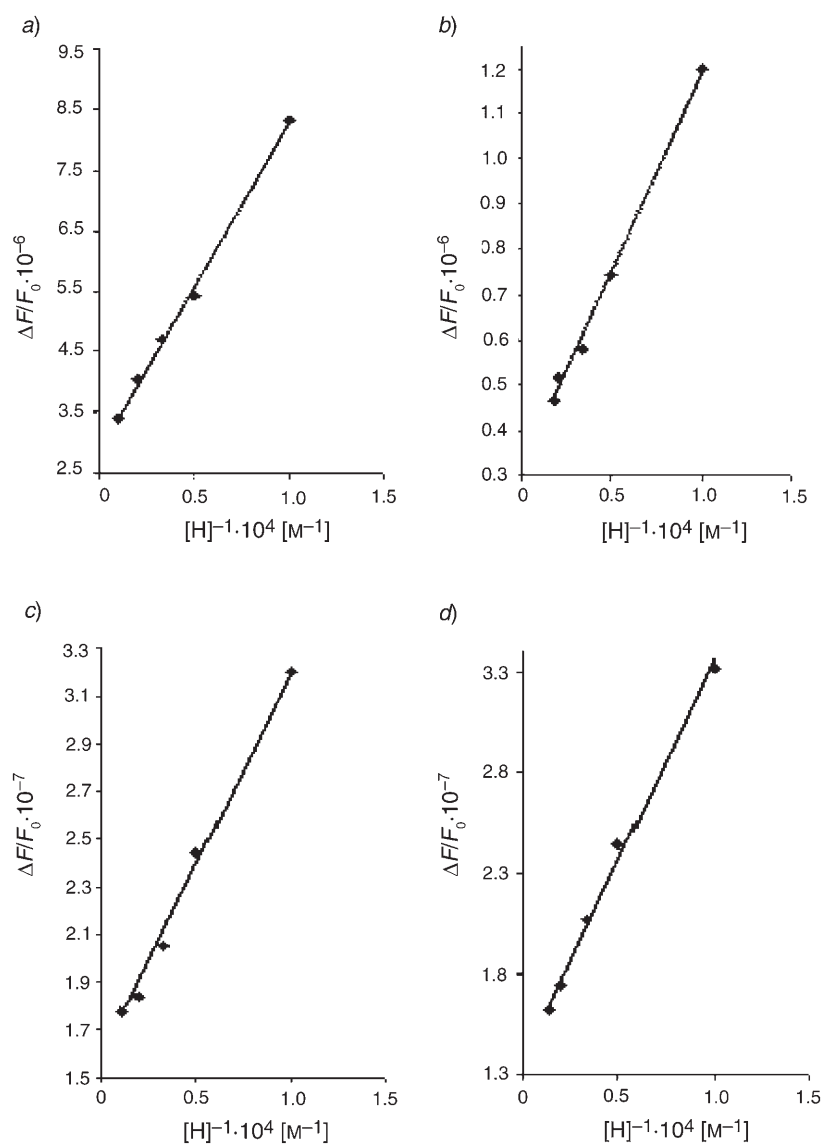 a)
9.5
8.5
7.5
6.5
5.5
4.5
3.5
2.5
ΔF/F₀·10⁻⁶
0 0.5 1.0 1.5
[H]⁻¹·10⁴ [M⁻¹]
b)
1.2
1.1
1.0
0.9
0.8
0.7
0.6
0.5
0.4
0.3
ΔF/F₀·10⁻⁶
0 0.5 1.0 1.5
[H]⁻¹·10⁴ [M⁻¹]
c)
3.3
3.1
2.9
2.7
2.5
2.3
2.1
1.9
1.7
1.5
ΔF/F₀·10⁻⁷
0 0.5 1.0 1.5
[H]⁻¹·10⁴ [M⁻¹]
d)
3.3
2.8
2.3
1.8
1.3
ΔF/F₀·10⁻⁷
0 0.5 1.0 1.5
[H]⁻¹·10⁴ [M⁻¹]